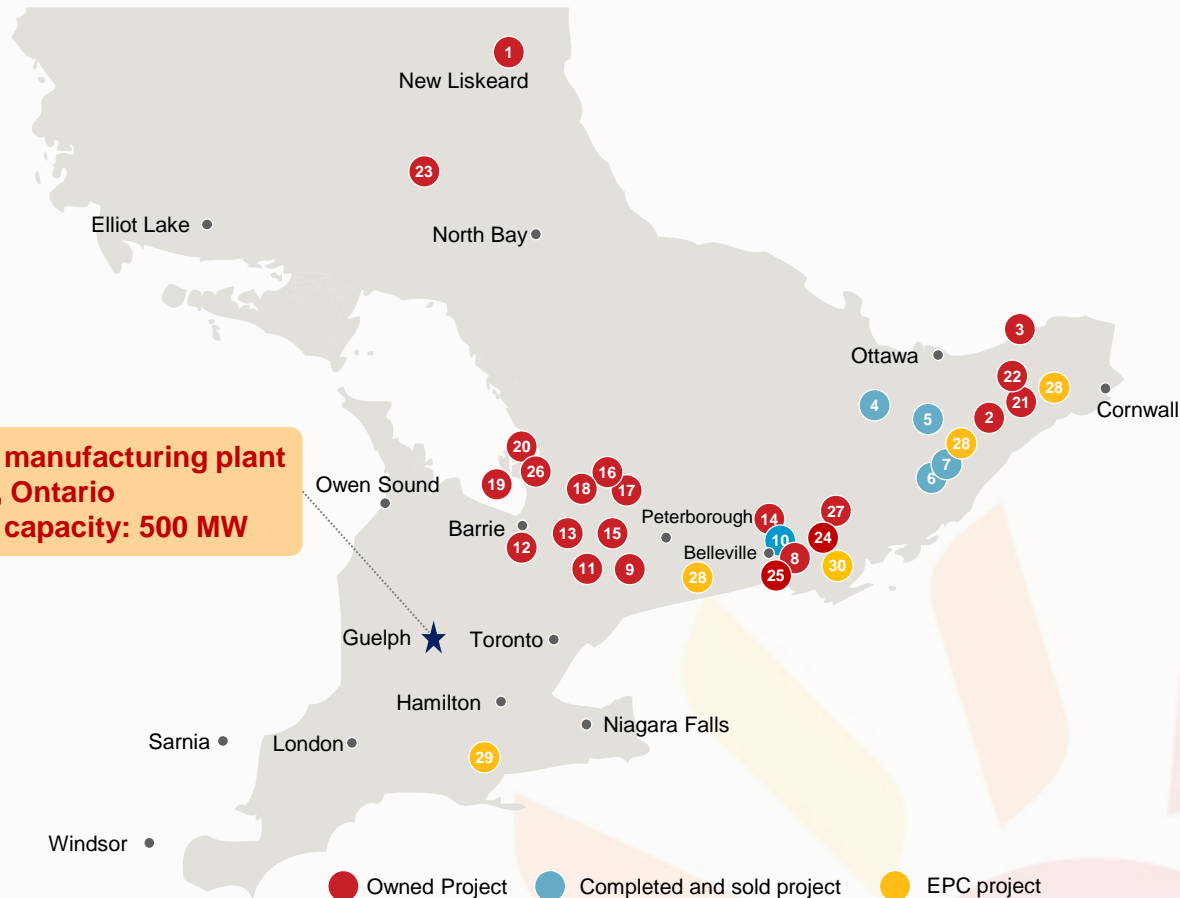 1
New Liskeard
23
Elliot Lake
North Bay
3
Ottawa
22
28
4
21
Cornwall
5
2
28
7
6
20
manufacturing plant
, Ontario
capacity: 500 MW
26
16
19
18
17
Owen Sound
Peterborough
14
27
Barrie
13
15
10
24
12
Belleville
8
11
9
25
30
28
Guelph
Toronto
Hamilton
Niagara Falls
Sarnia
London
29
Windsor
Owned Project
Completed and sold project
EPC project